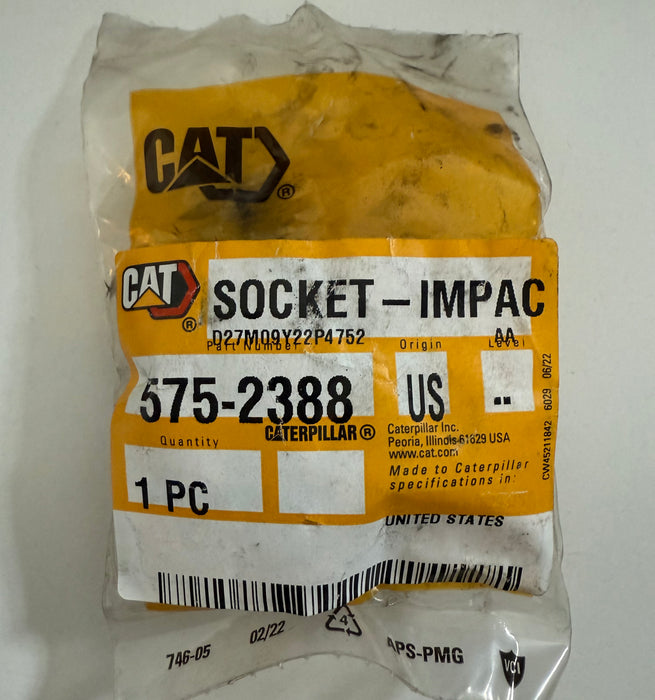 CAT®
CAT®
SOCKET-IMPAC
D27M09Y22P4752 AA
Part Number Origin Level
575-2388 US --
CATERPILLAR®
Quantity
1 PC
Caterpillar Inc.
Peoria, Illinois 61629 USA
www.cat.com
Made to Caterpillar
specifications in:
UNITED STATES
CW45211842 6029 06/22
746-05 02/22 4 APS-PMG VCI